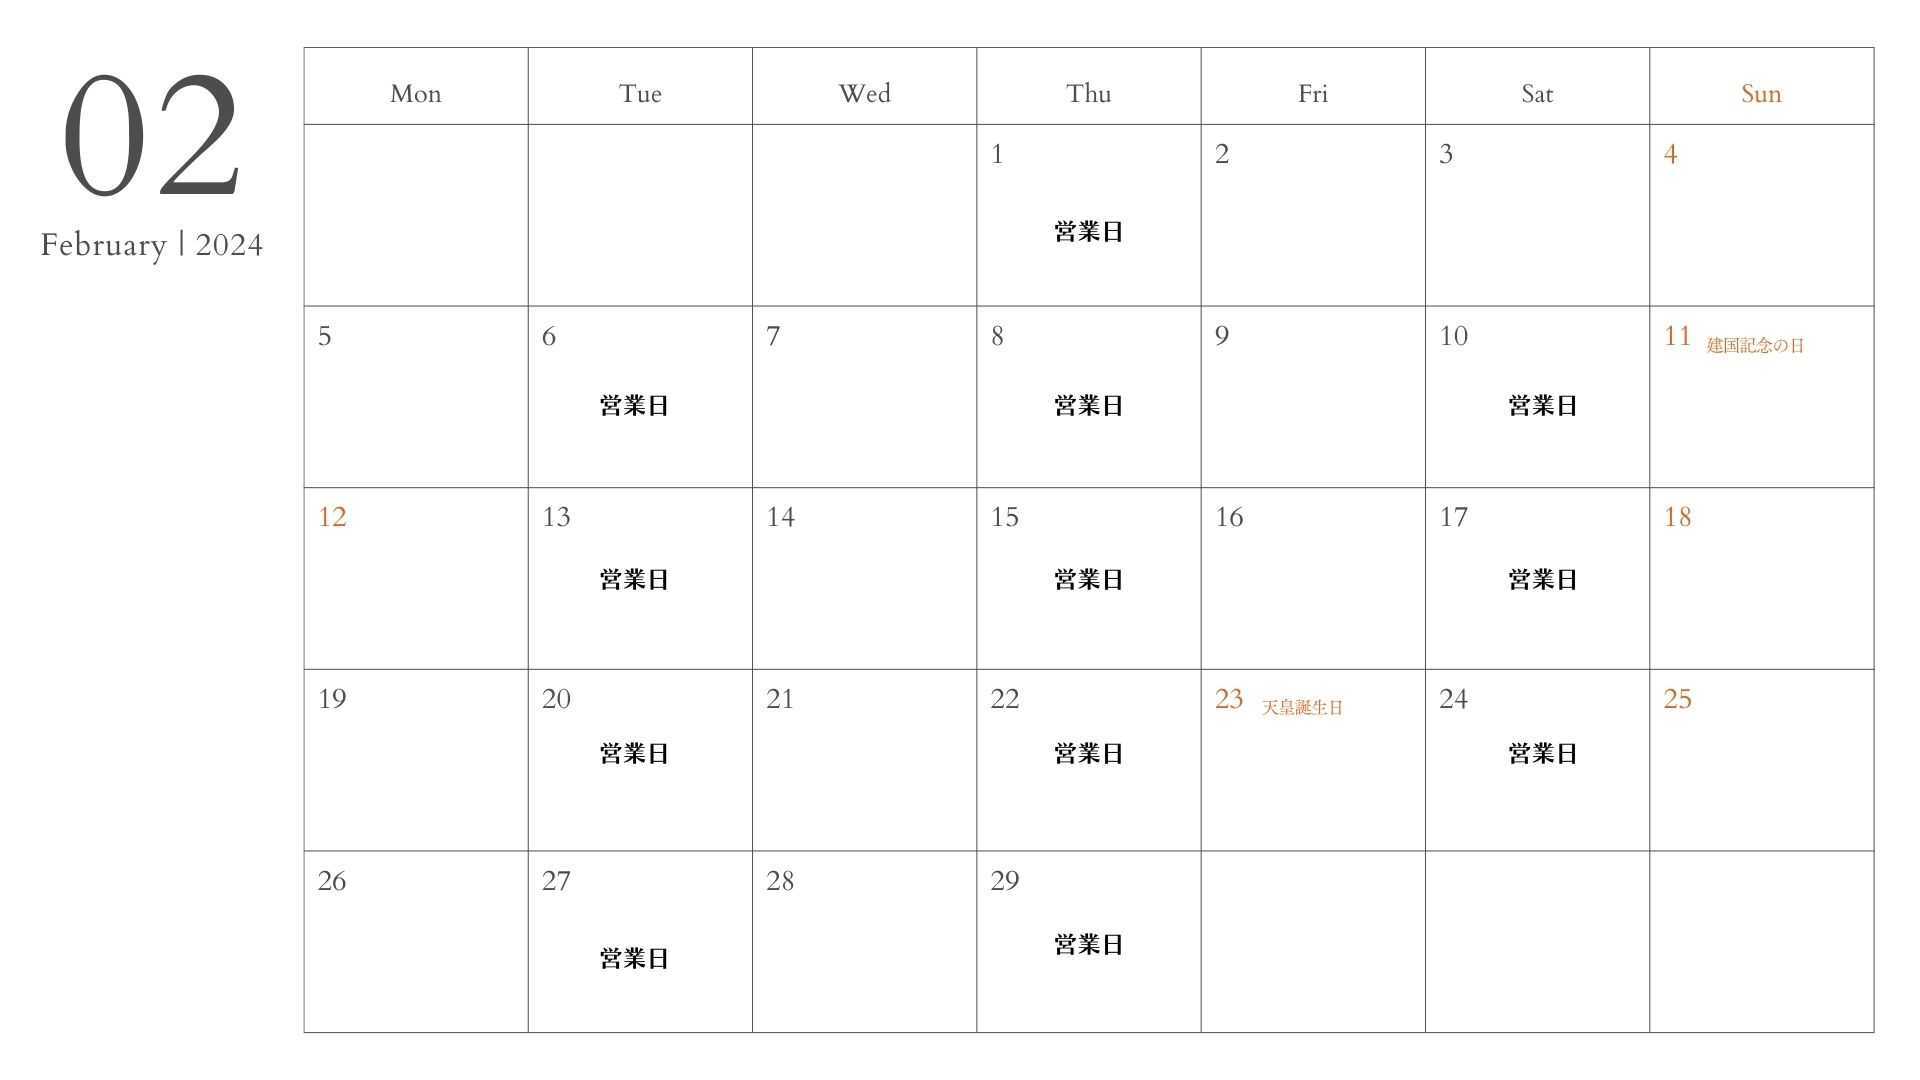 02
February | 2024
Mon Tue Wed Thu Fri Sat Sun
1 2 3 4
営業日
5 6 7 8 9 10 11 建国記念の日
営業日 営業日 営業日
12 13 14 15 16 17 18
営業日 営業日 営業日
19 20 21 22 23 天皇誕生日 24 25
営業日 営業日 営業日
26 27 28 29
営業日 営業日